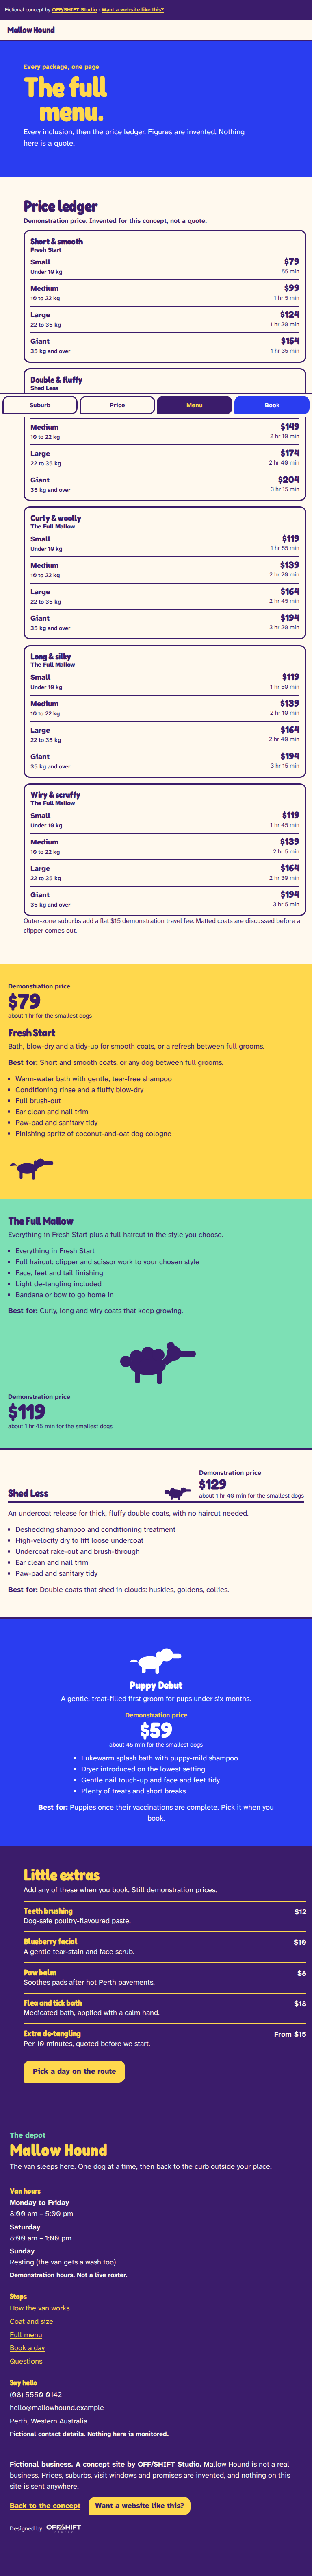 Fictional concept by OFF/SHIFT Studio · Want a website like this?
Mallow Hound
Every package, one page
The full
menu.
Every inclusion, then the price ledger. Figures are invented. Nothing
here is a quote.
Price ledger
Demonstration price. Invented for this concept, not a quote.
Short & smooth
Fresh Start
Small $79
Under 10 kg 55 min
Medium $99
10 to 22 kg 1 hr 5 min
Large $124
22 to 35 kg 1 hr 20 min
Giant $154
35 kg and over 1 hr 35 min
Double & fluffy
Shed Less
Suburb Price Menu Book
Medium $149
10 to 22 kg 2 hr 10 min
Large $174
22 to 35 kg 2 hr 40 min
Giant $204
35 kg and over 3 hr 15 min
Curly & woolly
The Full Mallow
Small $119
Under 10 kg 1 hr 55 min
Medium $139
10 to 22 kg 2 hr 20 min
Large $164
22 to 35 kg 2 hr 45 min
Giant $194
35 kg and over 3 hr 20 min
Long & silky
The Full Mallow
Small $119
Under 10 kg 1 hr 50 min
Medium $139
10 to 22 kg 2 hr 10 min
Large $164
22 to 35 kg 2 hr 40 min
Giant $194
35 kg and over 3 hr 15 min
Wiry & scruffy
The Full Mallow
Small $119
Under 10 kg 1 hr 45 min
Medium $139
10 to 22 kg 2 hr 5 min
Large $164
22 to 35 kg 2 hr 30 min
Giant $194
35 kg and over 3 hr 5 min
Outer-zone suburbs add a flat $15 demonstration travel fee. Matted coats are discussed before a
clipper comes out.
Demonstration price
$79
about 1 hr for the smallest dogs
Fresh Start
Bath, blow-dry and a tidy-up for smooth coats, or a refresh between full grooms.
Best for: Short and smooth coats, or any dog between full grooms.
• Warm-water bath with gentle, tear-free shampoo
• Conditioning rinse and a fluffy blow-dry
• Full brush-out
• Ear clean and nail trim
• Paw-pad and sanitary tidy
• Finishing spritz of coconut-and-oat dog cologne
The Full Mallow
Everything in Fresh Start plus a full haircut in the style you choose.
• Everything in Fresh Start
• Full haircut: clipper and scissor work to your chosen style
• Face, feet and tail finishing
• Light de-tangling included
• Bandana or bow to go home in
Best for: Curly, long and wiry coats that keep growing.
Demonstration price
$119
about 1 hr 45 min for the smallest dogs
Demonstration price
$129
Shed Less about 1 hr 40 min for the smallest dogs
An undercoat release for thick, fluffy double coats, with no haircut needed.
• Deshedding shampoo and conditioning treatment
• High-velocity dry to lift loose undercoat
• Undercoat rake-out and brush-through
• Ear clean and nail trim
• Paw-pad and sanitary tidy
Best for: Double coats that shed in clouds: huskies, goldens, collies.
Puppy Debut
A gentle, treat-filled first groom for pups under six months.
Demonstration price
$59
about 45 min for the smallest dogs
• Lukewarm splash bath with puppy-mild shampoo
• Dryer introduced on the lowest setting
• Gentle nail touch-up and face and feet tidy
• Plenty of treats and short breaks
Best for: Puppies once their vaccinations are complete. Pick it when you
book.
Little extras
Add any of these when you book. Still demonstration prices.
Teeth brushing $12
Dog-safe poultry-flavoured paste.
Blueberry facial $10
A gentle tear-stain and face scrub.
Paw balm $8
Soothes pads after hot Perth pavements.
Flea and tick bath $18
Medicated bath, applied with a calm hand.
Extra de-tangling From $15
Per 10 minutes, quoted before we start.
Pick a day on the route
The depot
Mallow Hound
The van sleeps here. One dog at a time, then back to the curb outside your place.
Van hours
Monday to Friday
8:00 am – 5:00 pm
Saturday
8:00 am – 1:00 pm
Sunday
Resting (the van gets a wash too)
Demonstration hours. Not a live roster.
Stops
How the van works
Coat and size
Full menu
Book a day
Questions
Say hello
(08) 5550 0142
hello@mallowhound.example
Perth, Western Australia
Fictional contact details. Nothing here is monitored.
Fictional business. A concept site by OFF/SHIFT Studio. Mallow Hound is not a real
business. Prices, suburbs, visit windows and promises are invented, and nothing on this
site is sent anywhere.
Back to the concept Want a website like this?
Designed by OFF/SHIFT